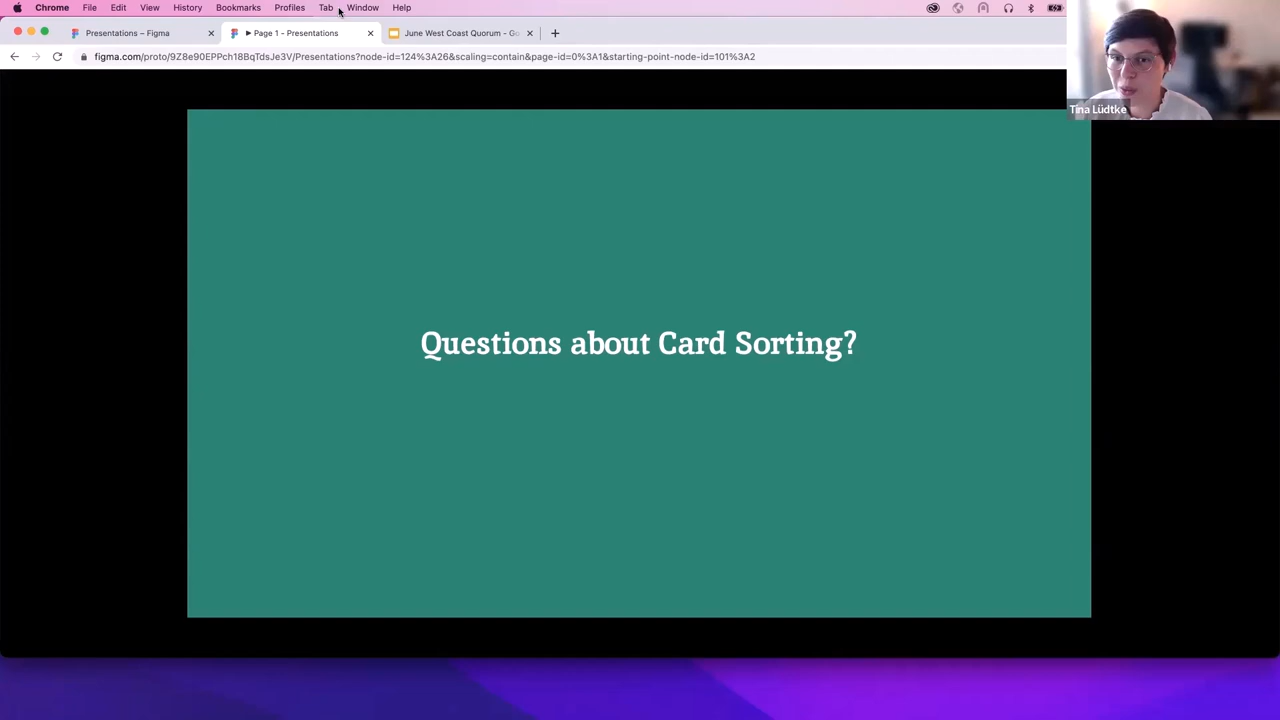 Chrome File Edit View History Bookmarks Profiles Tab Window Help
Presentations – Figma
Page 1 - Presentations
June West Coast Quorum - Go
figma.com/proto/9Z8e90EPPch18BqTdsJe3V/Presentations?node-id=124%3A26&scaling=contain&page-id=0%3A1&starting-point-node-id=101%3A2
Tina Lüdtke
Questions about Card Sorting?